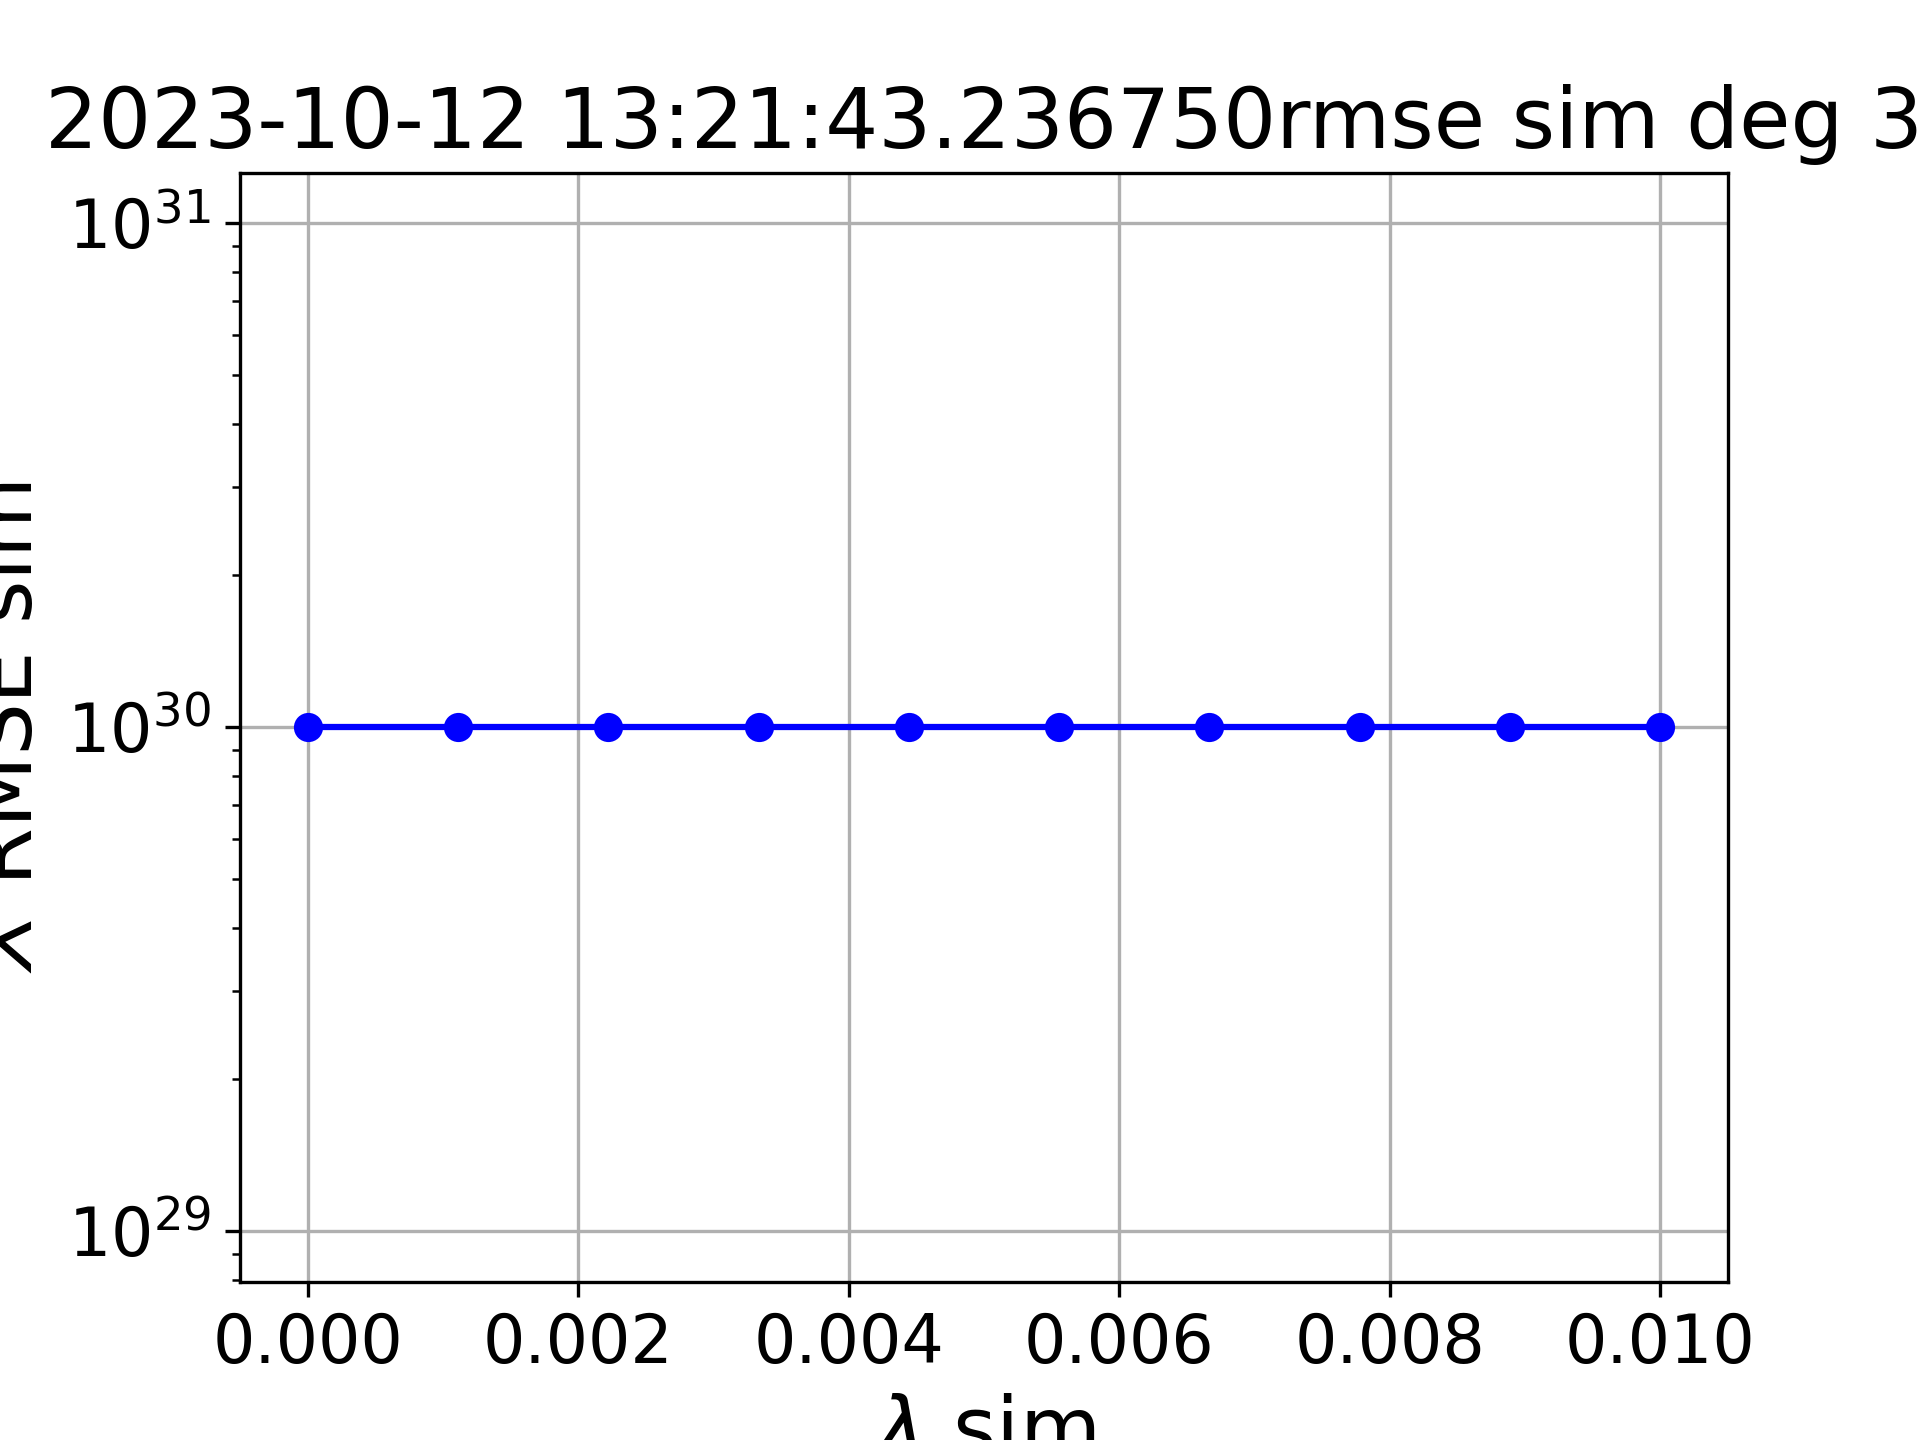 2023-10-12 13:21:43.236750rmse sim deg 3
10^31
10^30
10^29
λ RMSE sim
0.000 0.002 0.004 0.006 0.008 0.010
λ sim